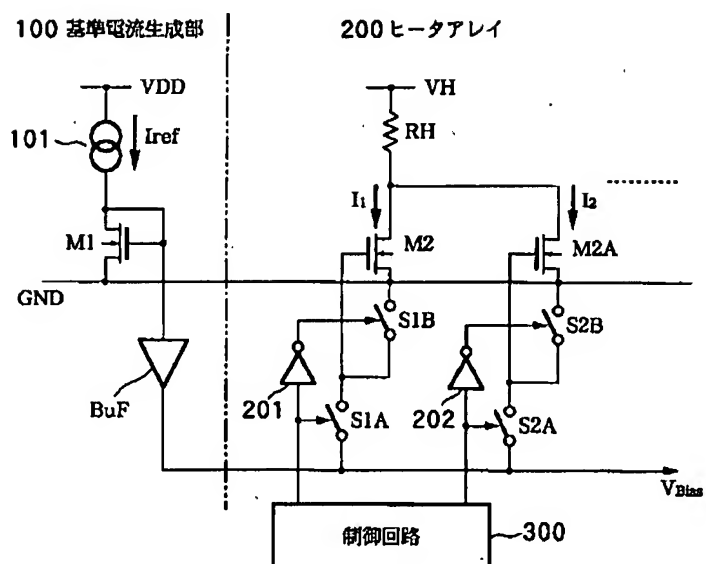 100 基準電流生成部
200 ヒータアレイ
VDD
VH
101
Iref
RH
I1
I2
M1
M2
M2A
GND
S1B
S2B
BuF
201
S1A
202
S2A
VBias
制御回路
300